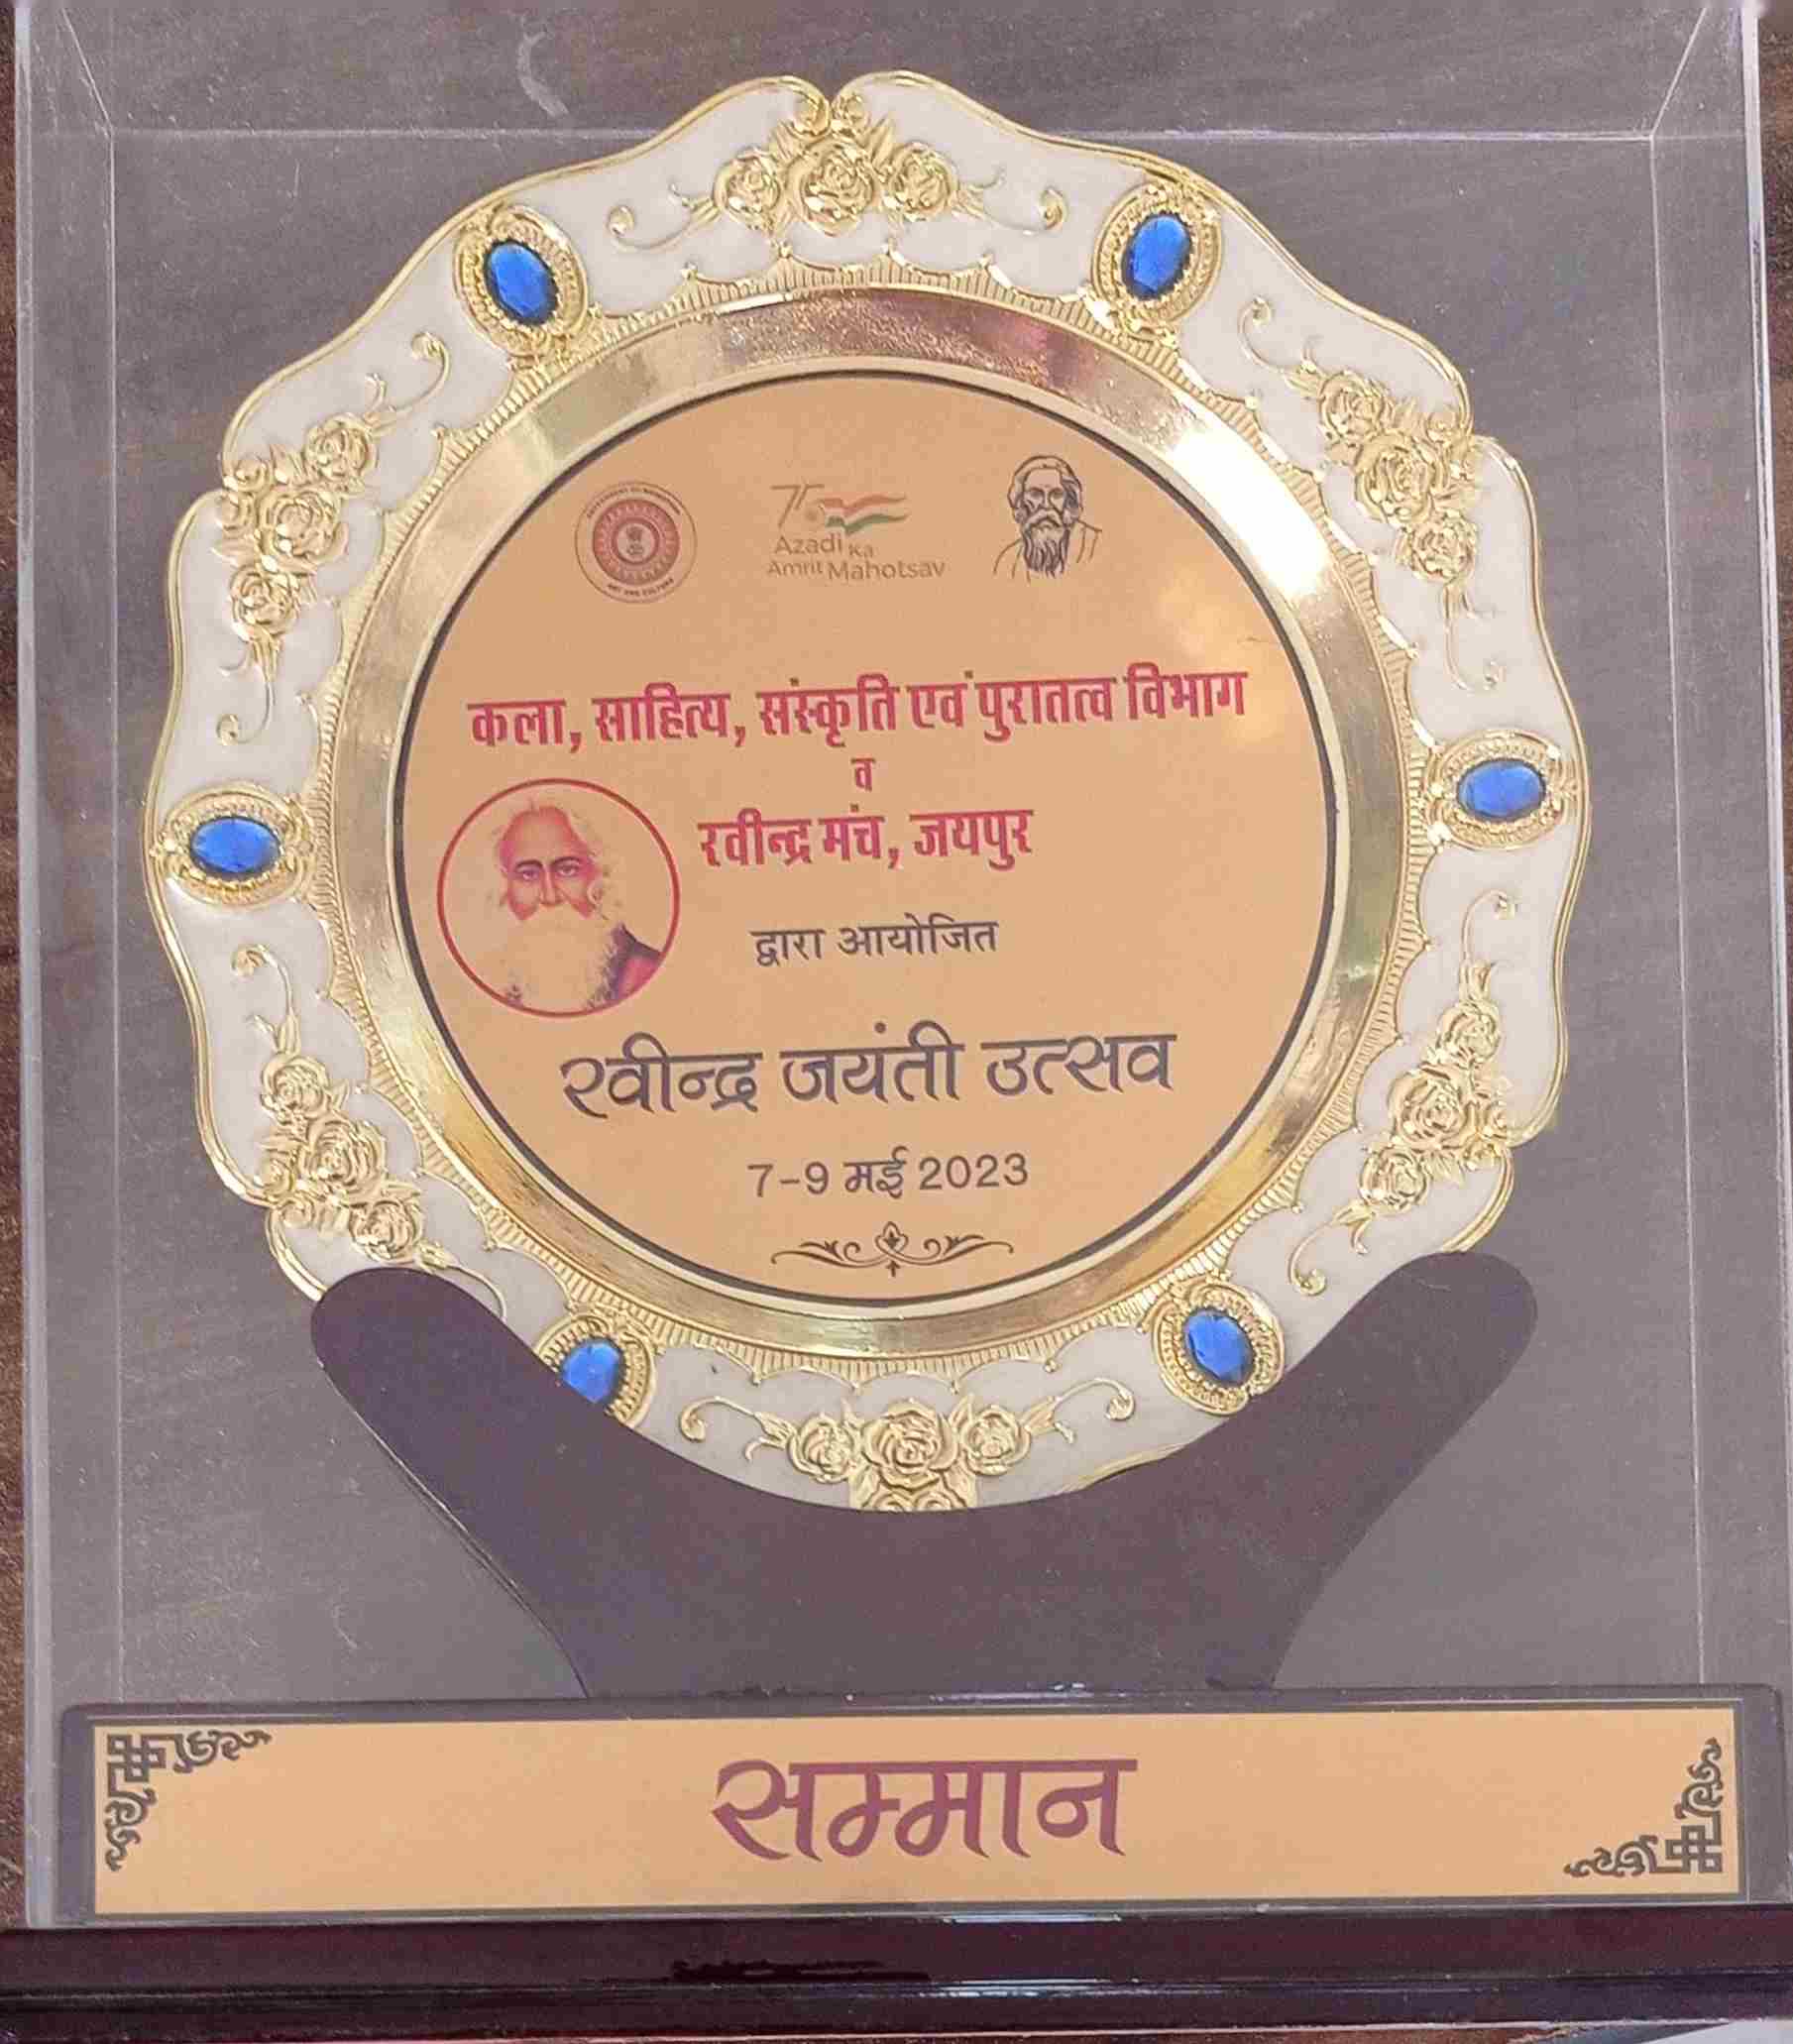 75
Azadi Ka
Amrit Mahotsav
कला, साहित्य, संस्कृति एवं पुरातत्व विभाग
व
रवीन्द्र मंच, जयपुर
द्वारा आयोजित
रवीन्द्र जयंती उत्सव
7-9 मई 2023
सम्मान